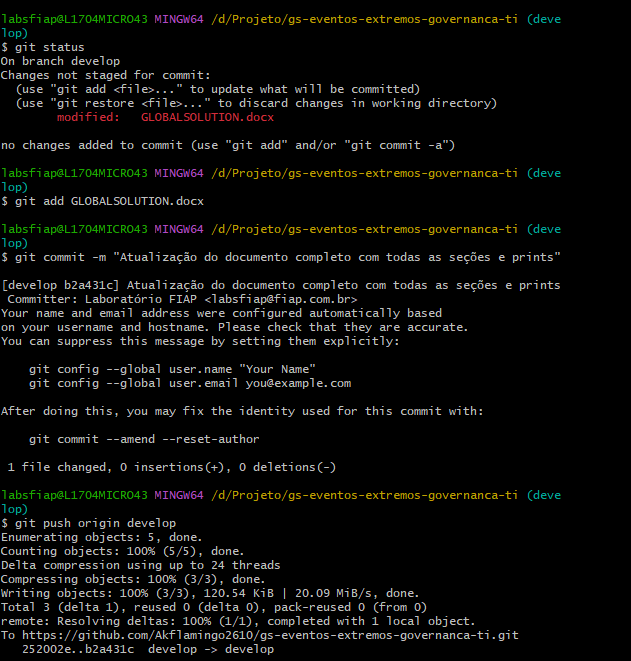 labsfiap@L1704MICRO43 MINGW64 /d/Projeto/gs-eventos-extremos-governanca-ti (deve
lop)
$ git status
On branch develop
Changes not staged for commit:
  (use "git add <file>..." to update what will be committed)
  (use "git restore <file>..." to discard changes in working directory)
        modified:   GLOBALSOLUTION.docx

no changes added to commit (use "git add" and/or "git commit -a")

labsfiap@L1704MICRO43 MINGW64 /d/Projeto/gs-eventos-extremos-governanca-ti (deve
lop)
$ git add GLOBALSOLUTION.docx

labsfiap@L1704MICRO43 MINGW64 /d/Projeto/gs-eventos-extremos-governanca-ti (deve
lop)
$ git commit -m "Atualização do documento completo com todas as seções e prints"

[develop b2a431c] Atualização do documento completo com todas as seções e prints
 Committer: Laboratório FIAP <labsfiap@fiap.com.br>
Your name and email address were configured automatically based
on your username and hostname. Please check that they are accurate.
You can suppress this message by setting them explicitly:

    git config --global user.name "Your Name"
    git config --global user.email you@example.com

After doing this, you may fix the identity used for this commit with:

    git commit --amend --reset-author

 1 file changed, 0 insertions(+), 0 deletions(-)

labsfiap@L1704MICRO43 MINGW64 /d/Projeto/gs-eventos-extremos-governanca-ti (deve
lop)
$ git push origin develop
Enumerating objects: 5, done.
Counting objects: 100% (5/5), done.
Delta compression using up to 24 threads
Compressing objects: 100% (3/3), done.
Writing objects: 100% (3/3), 120.54 KiB | 20.09 MiB/s, done.
Total 3 (delta 1), reused 0 (delta 0), pack-reused 0 (from 0)
remote: Resolving deltas: 100% (1/1), completed with 1 local object.
To https://github.com/Akflamingo2610/gs-eventos-extremos-governanca-ti.git
   252002e..b2a431c  develop -> develop